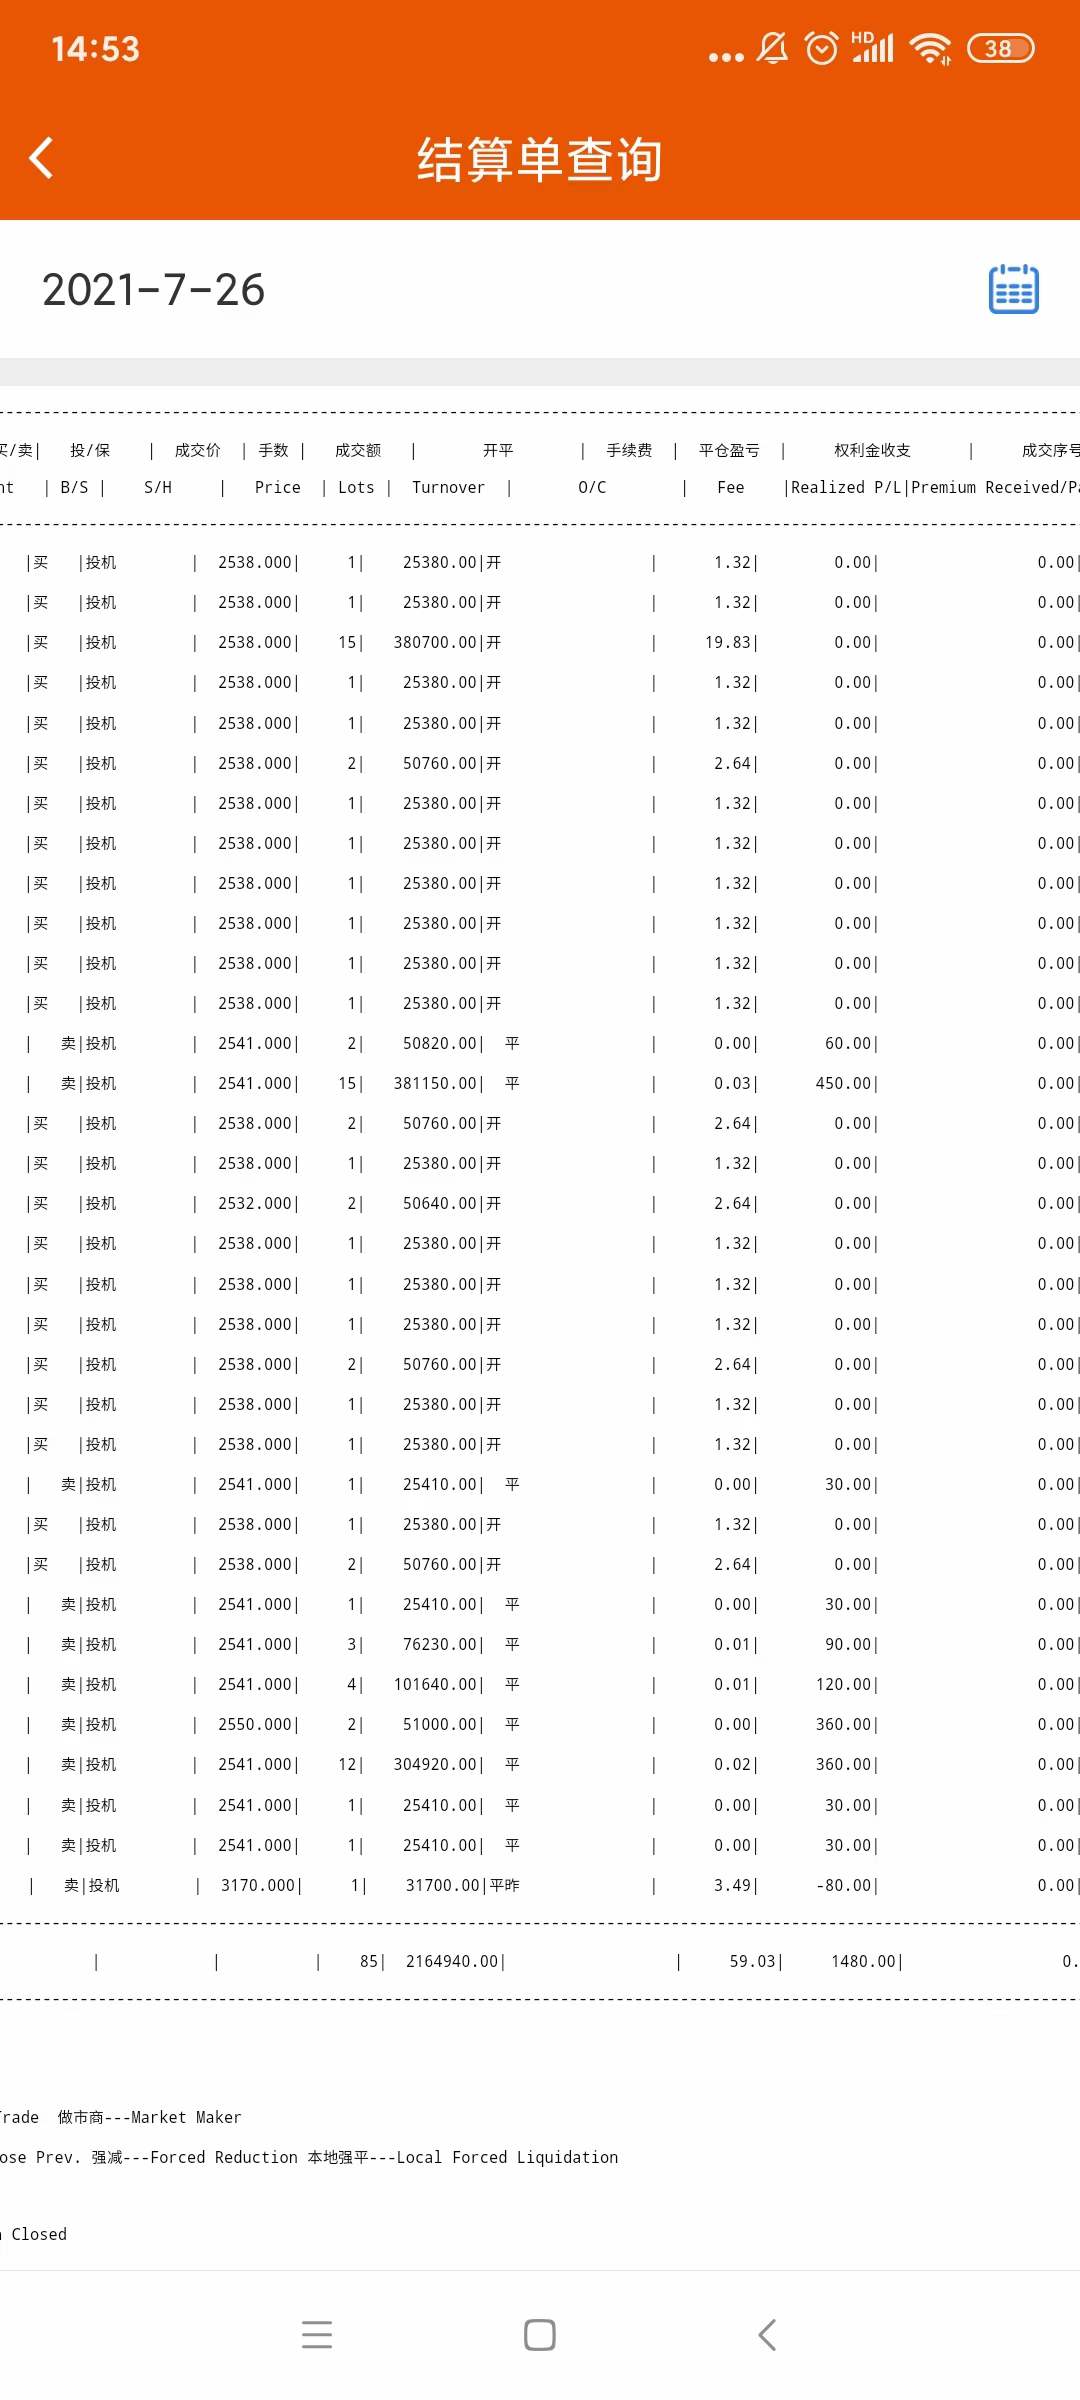 14:53
HD
38
结算单查询
2021-7-26
买/卖| 投/保 | 成交价 | 手数 | 成交额 | 开平 | 手续费 | 平仓盈亏 | 权利金收支 | 成交序号
nt | B/S | S/H | Price | Lots | Turnover | O/C | Fee |Realized P/L|Premium Received/Pa
|买 |投机 | 2538.000| 1| 25380.00|开 | 1.32| 0.00| 0.00|
|买 |投机 | 2538.000| 1| 25380.00|开 | 1.32| 0.00| 0.00|
|买 |投机 | 2538.000| 15| 380700.00|开 | 19.83| 0.00| 0.00|
|买 |投机 | 2538.000| 1| 25380.00|开 | 1.32| 0.00| 0.00|
|买 |投机 | 2538.000| 1| 25380.00|开 | 1.32| 0.00| 0.00|
|买 |投机 | 2538.000| 2| 50760.00|开 | 2.64| 0.00| 0.00|
|买 |投机 | 2538.000| 1| 25380.00|开 | 1.32| 0.00| 0.00|
|买 |投机 | 2538.000| 1| 25380.00|开 | 1.32| 0.00| 0.00|
|买 |投机 | 2538.000| 1| 25380.00|开 | 1.32| 0.00| 0.00|
|买 |投机 | 2538.000| 1| 25380.00|开 | 1.32| 0.00| 0.00|
|买 |投机 | 2538.000| 1| 25380.00|开 | 1.32| 0.00| 0.00|
|买 |投机 | 2538.000| 1| 25380.00|开 | 1.32| 0.00| 0.00|
| 卖|投机 | 2541.000| 2| 50820.00| 平 | 0.00| 60.00| 0.00|
| 卖|投机 | 2541.000| 15| 381150.00| 平 | 0.03| 450.00| 0.00|
|买 |投机 | 2538.000| 2| 50760.00|开 | 2.64| 0.00| 0.00|
|买 |投机 | 2538.000| 1| 25380.00|开 | 1.32| 0.00| 0.00|
|买 |投机 | 2532.000| 2| 50640.00|开 | 2.64| 0.00| 0.00|
|买 |投机 | 2538.000| 1| 25380.00|开 | 1.32| 0.00| 0.00|
|买 |投机 | 2538.000| 1| 25380.00|开 | 1.32| 0.00| 0.00|
|买 |投机 | 2538.000| 1| 25380.00|开 | 1.32| 0.00| 0.00|
|买 |投机 | 2538.000| 2| 50760.00|开 | 2.64| 0.00| 0.00|
|买 |投机 | 2538.000| 1| 25380.00|开 | 1.32| 0.00| 0.00|
|买 |投机 | 2538.000| 1| 25380.00|开 | 1.32| 0.00| 0.00|
| 卖|投机 | 2541.000| 1| 25410.00| 平 | 0.00| 30.00| 0.00|
|买 |投机 | 2538.000| 1| 25380.00|开 | 1.32| 0.00| 0.00|
|买 |投机 | 2538.000| 2| 50760.00|开 | 2.64| 0.00| 0.00|
| 卖|投机 | 2541.000| 1| 25410.00| 平 | 0.00| 30.00| 0.00|
| 卖|投机 | 2541.000| 3| 76230.00| 平 | 0.01| 90.00| 0.00|
| 卖|投机 | 2541.000| 4| 101640.00| 平 | 0.01| 120.00| 0.00|
| 卖|投机 | 2550.000| 2| 51000.00| 平 | 0.00| 360.00| 0.00|
| 卖|投机 | 2541.000| 12| 304920.00| 平 | 0.02| 360.00| 0.00|
| 卖|投机 | 2541.000| 1| 25410.00| 平 | 0.00| 30.00| 0.00|
| 卖|投机 | 2541.000| 1| 25410.00| 平 | 0.00| 30.00| 0.00|
| 卖|投机 | 3170.000| 1| 31700.00|平昨 | 3.49| -80.00| 0.00|
| | | 85| 2164940.00| | 59.03| 1480.00| 0.
Trade 做市商---Market Maker
ose Prev. 强减---Forced Reduction 本地强平---Local Forced Liquidation
Closed